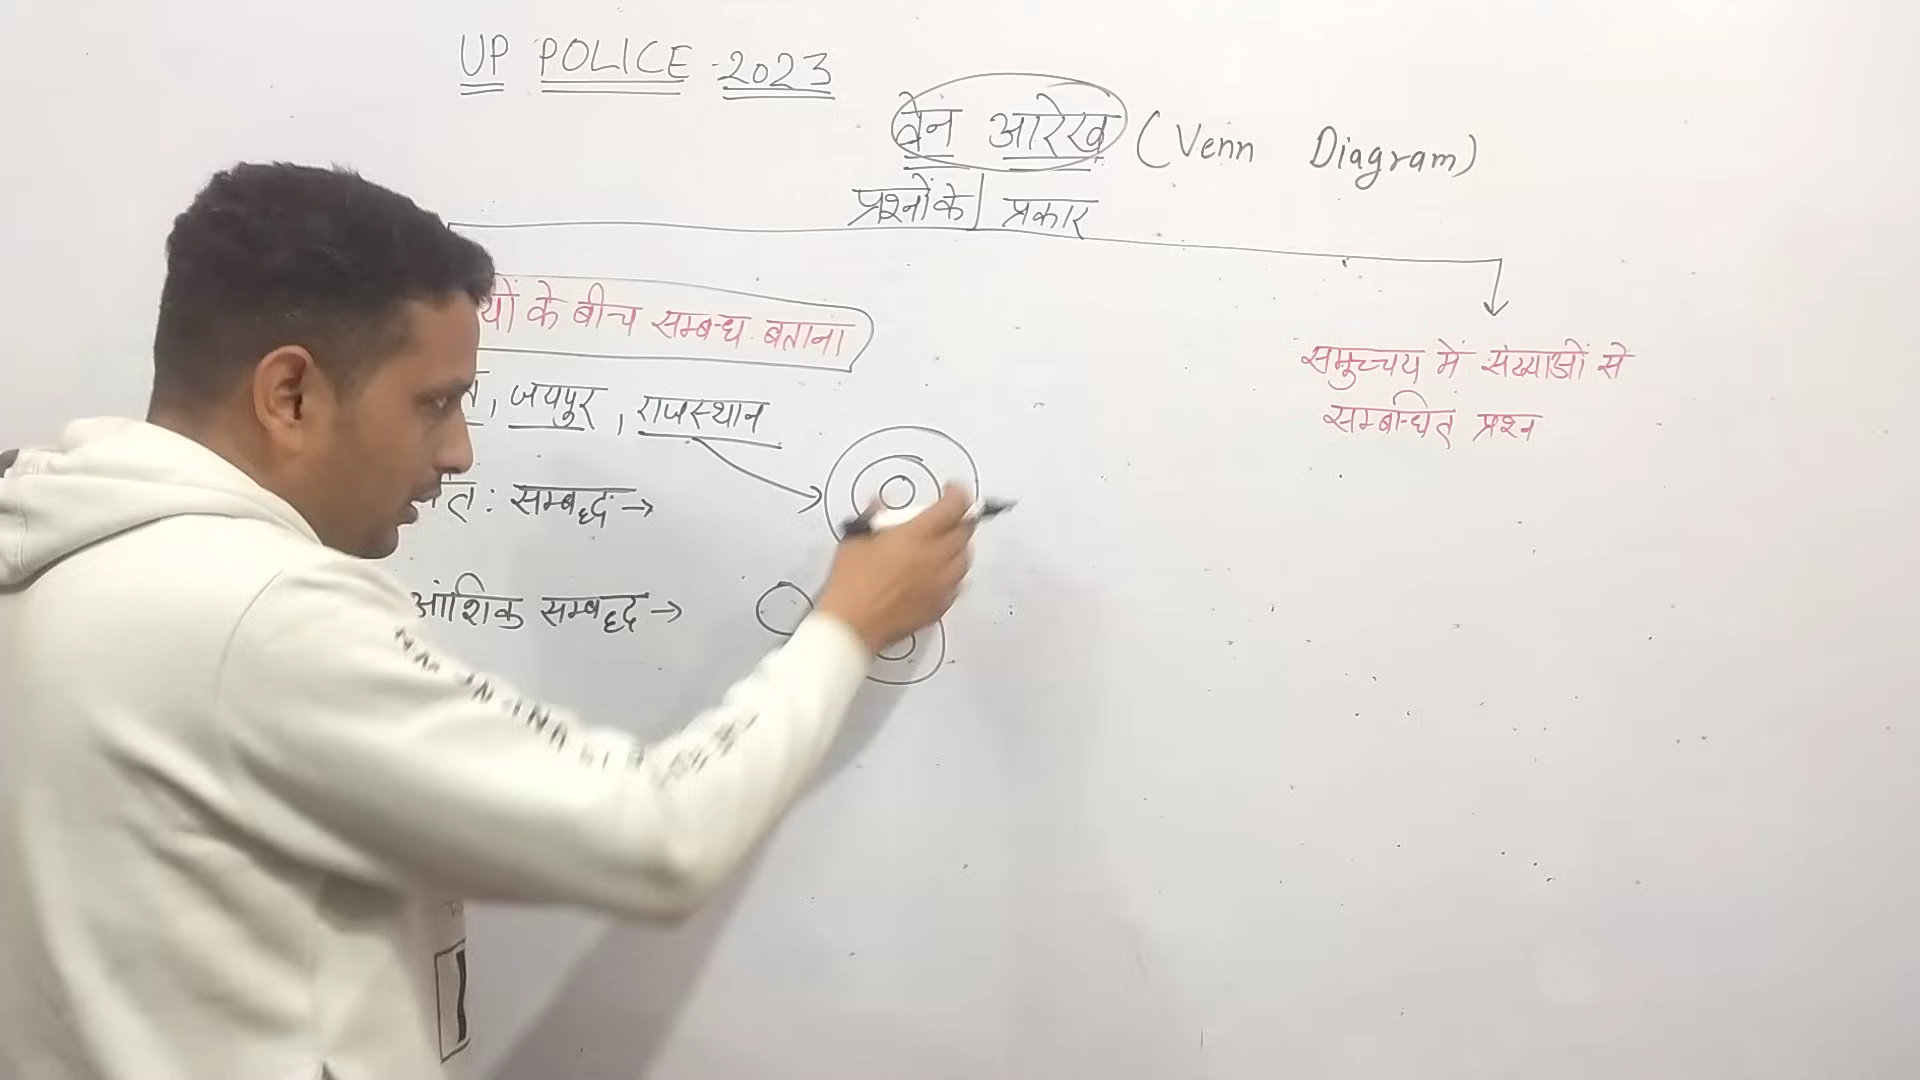 UP POLICE - 2023
वेन आरेख (Venn Diagram)
प्रश्नों के प्रकार
यों के बीच सम्बन्ध बताना
त, जयपुर, राजस्थान
समुच्चय में संख्याओं से
सम्बन्धित प्रश्न
त: सम्बद्ध →
आंशिक सम्बद्ध →